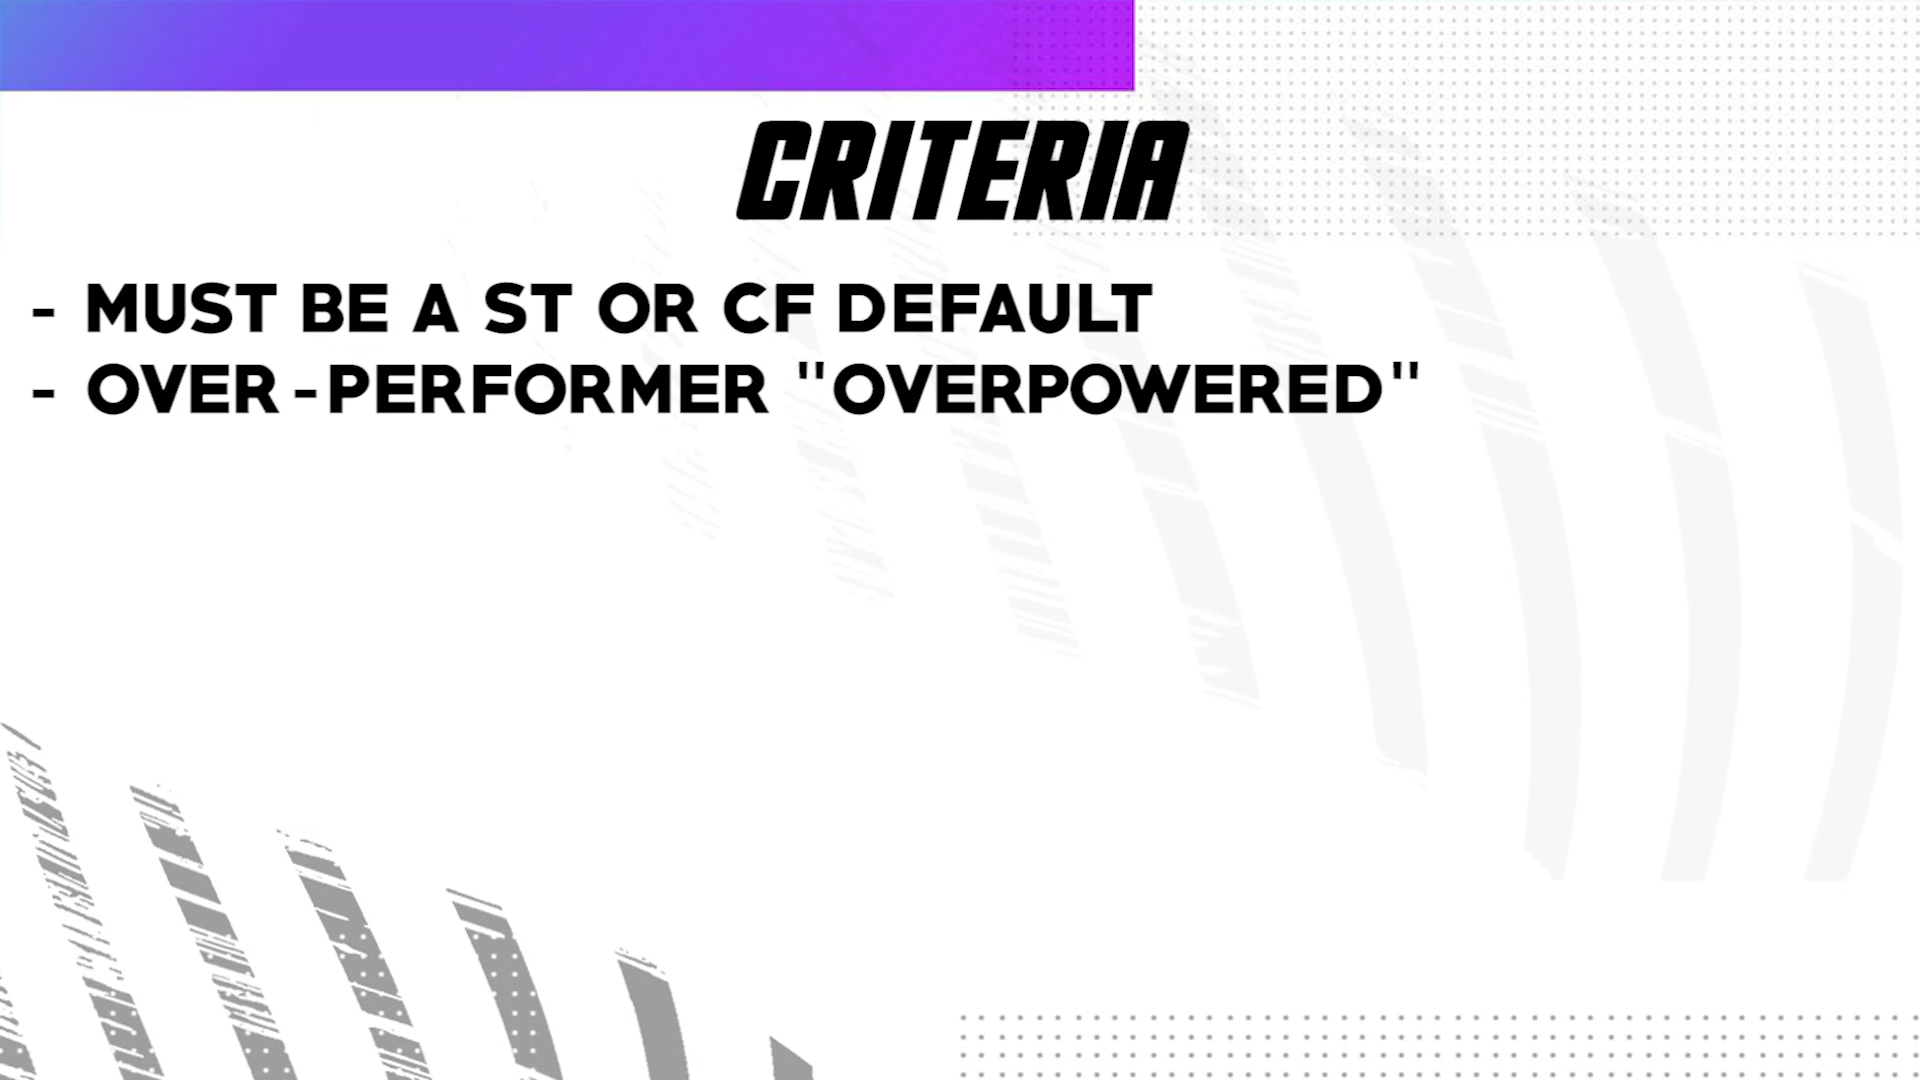 CRITERIA
- MUST BE A ST OR CF DEFAULT
- OVER-PERFORMER "OVERPOWERED"